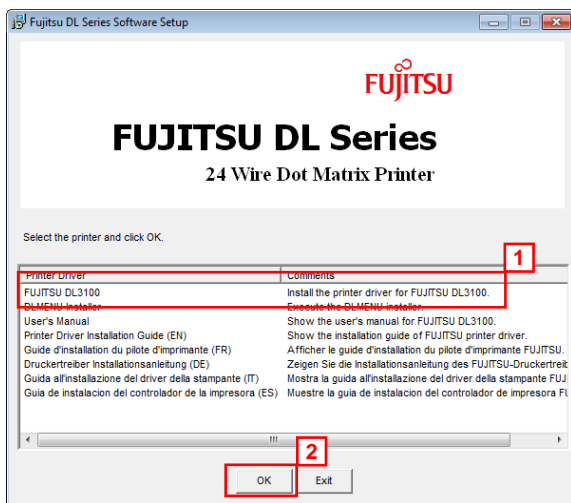 Fujitsu DL Series Software Setup
FUJITSU
FUJITSU DL Series
24 Wire Dot Matrix Printer
Select the printer and click OK.
1
Printer Driver Comments
FUJITSU DL3100 Install the printer driver for FUJITSU DL3100.
DLMENU Installer Execute the DLMENU installer.
User's Manual Show the user's manual for FUJITSU DL3100.
Printer Driver Installation Guide (EN) Show the installation guide of FUJITSU printer driver.
Guide d'installation du pilote d'imprimante (FR) Afficher le guide d'installation du pilote d'imprimante FUJITSU.
Druckertreiber Installationsanleitung (DE) Zeigen Sie die Installationsanleitung des FUJITSU-Druckertreib
Guida all'installazione del driver della stampante (IT) Mostra la guida all'installazione del driver della stampante FUJI
Guia de instalacion del controlador de la impresora (ES) Muestre la guia de instalacion del controlador de impresora FU
2
OK Exit